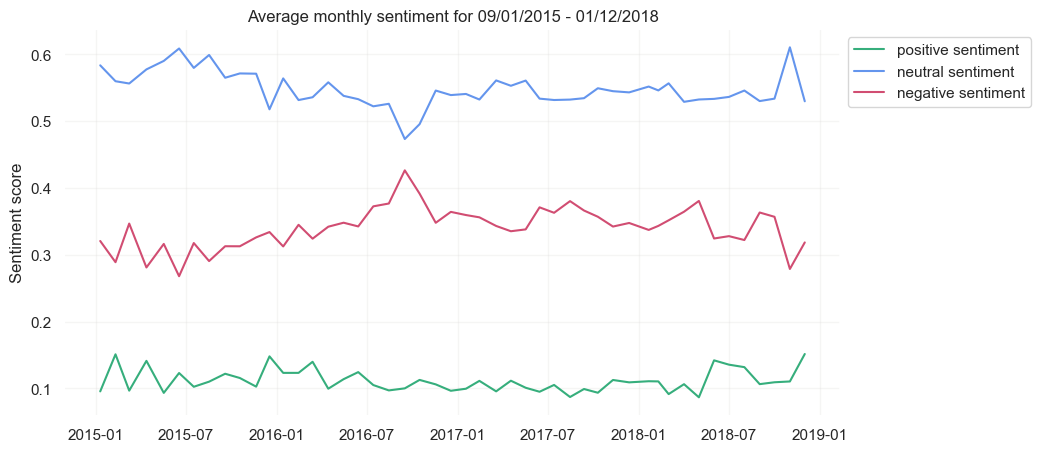 Average monthly sentiment for 09/01/2015 - 01/12/2018
positive sentiment
neutral sentiment
negative sentiment
Sentiment score
0.6
0.5
0.4
0.3
0.2
0.1
2015-01 2015-07 2016-01 2016-07 2017-01 2017-07 2018-01 2018-07 2019-01